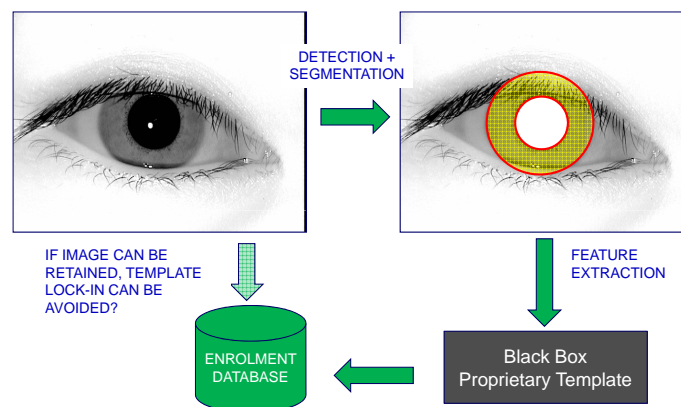 DETECTION +
SEGMENTATION
IF IMAGE CAN BE
RETAINED, TEMPLATE
LOCK-IN CAN BE
AVOIDED?
FEATURE
EXTRACTION
ENROLMENT
DATABASE
Black Box
Proprietary Template